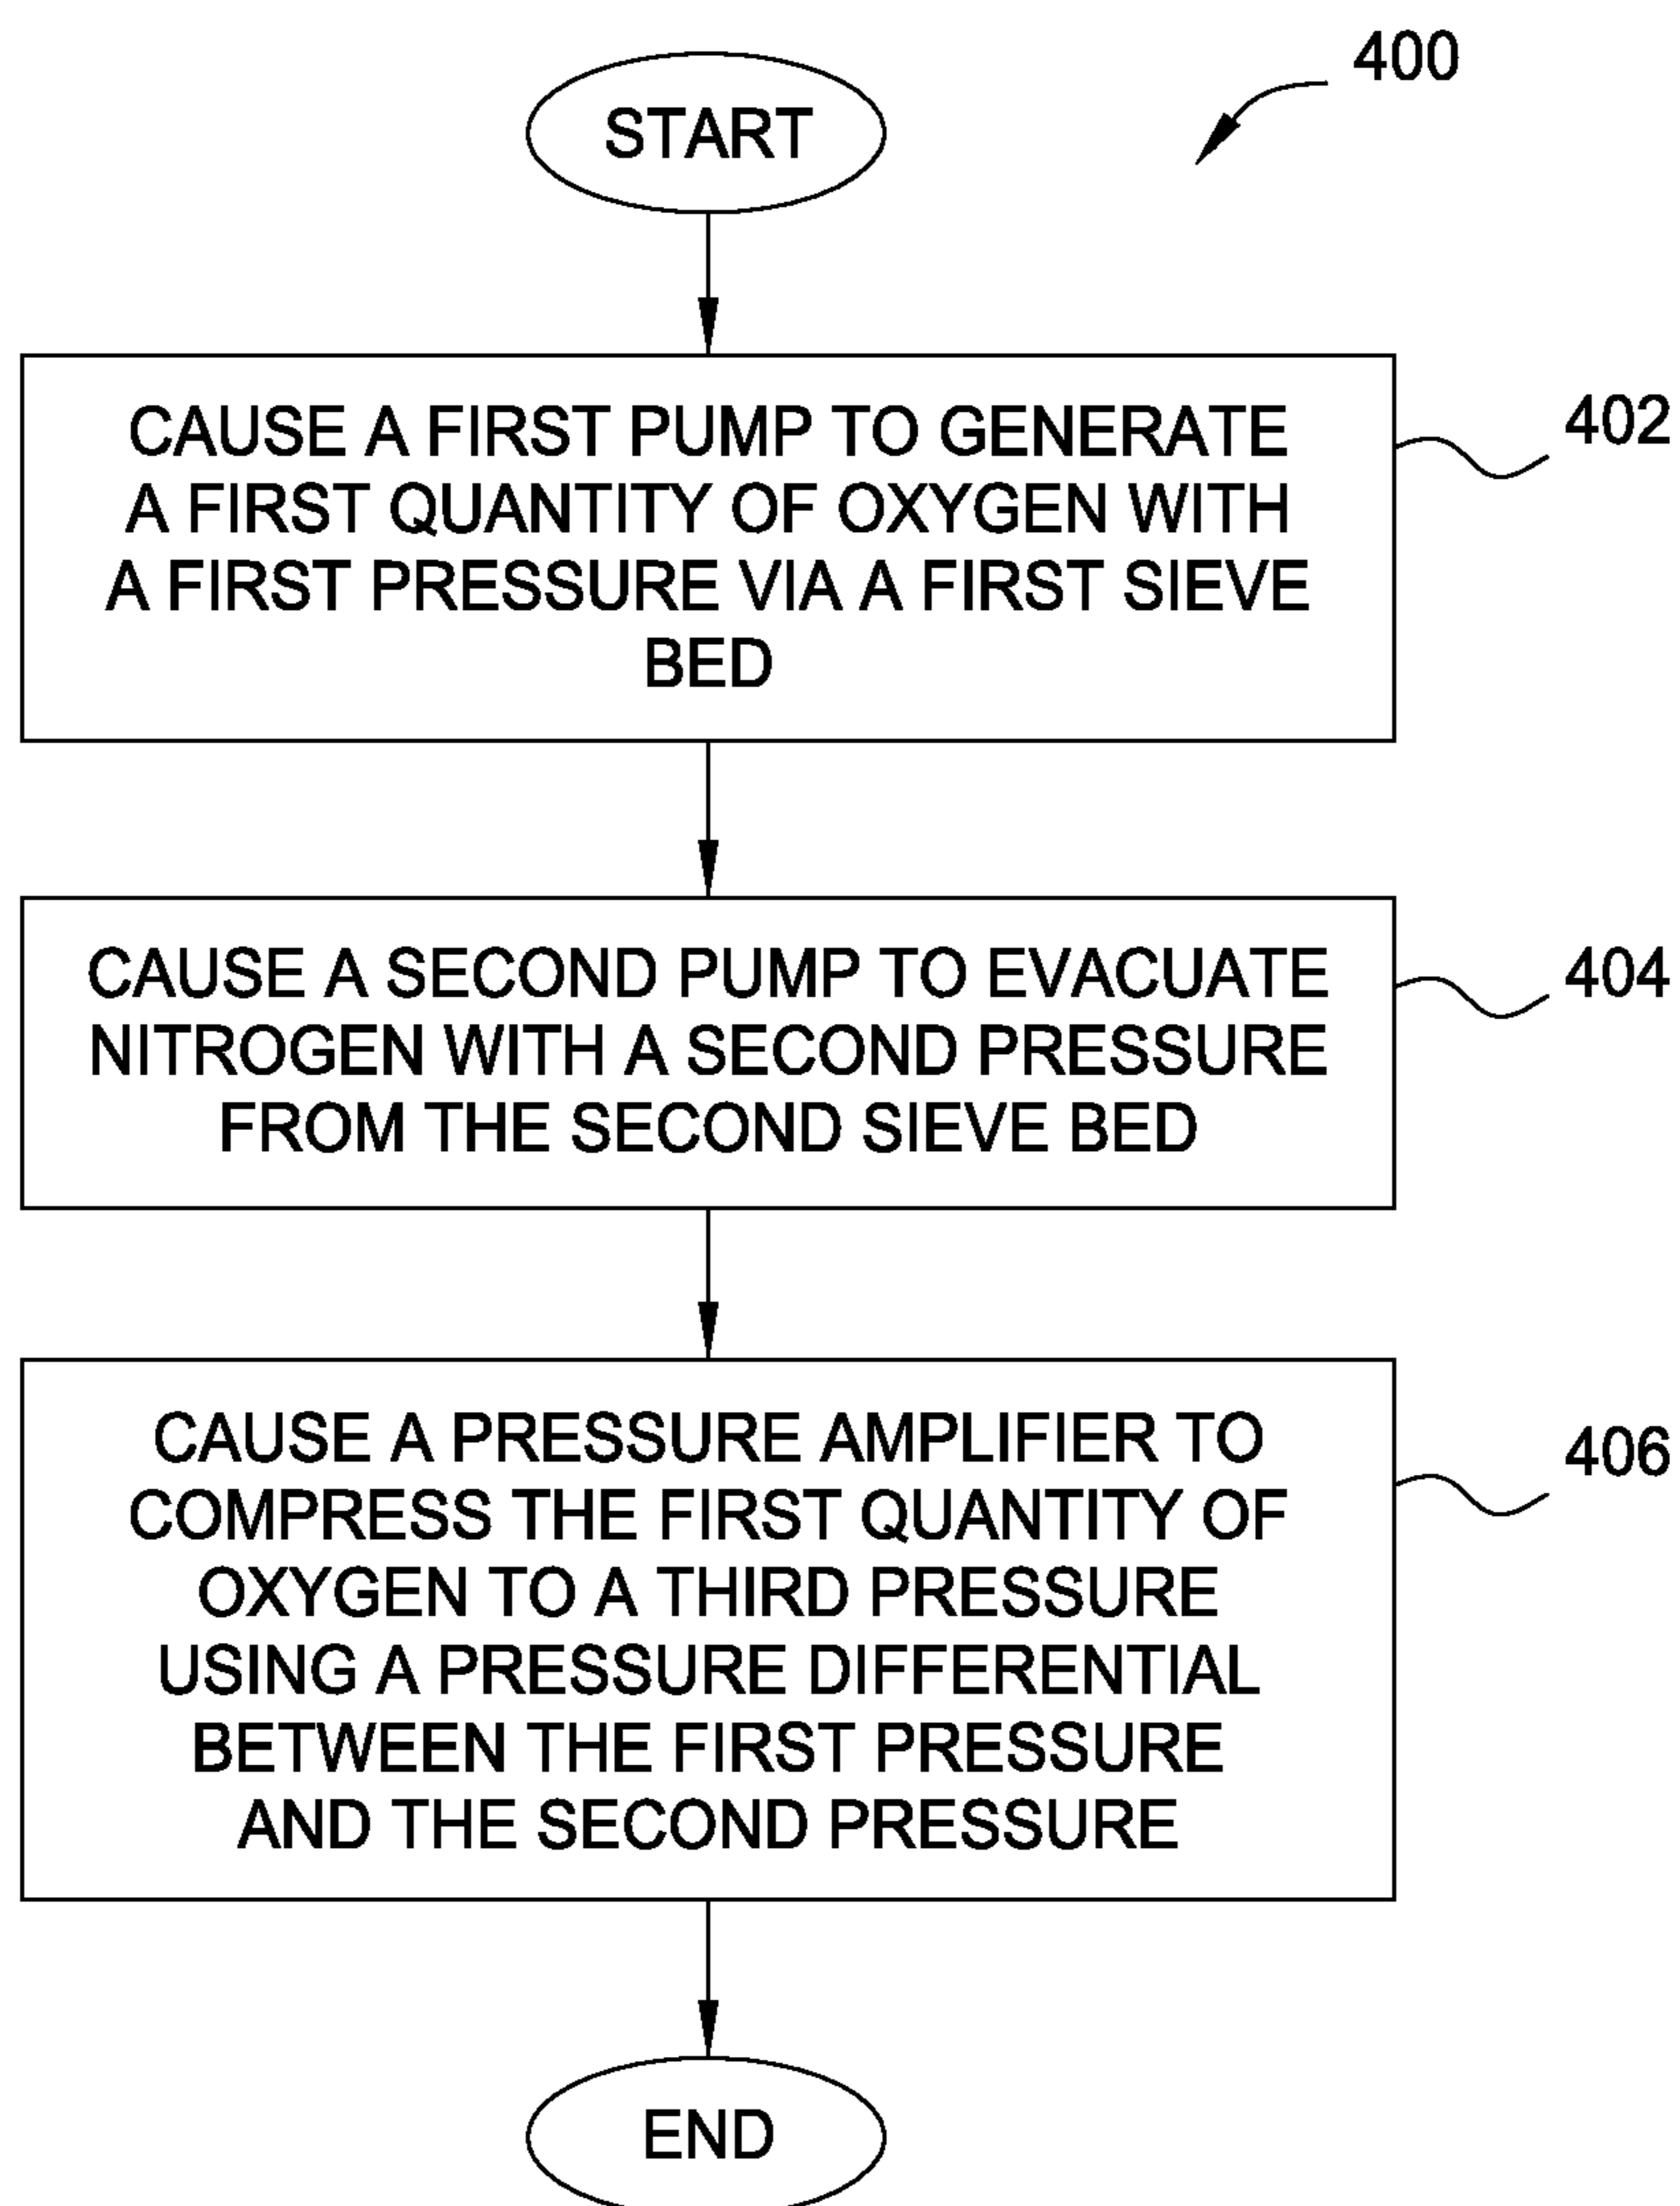 400
START
CAUSE A FIRST PUMP TO GENERATE
A FIRST QUANTITY OF OXYGEN WITH
A FIRST PRESSURE VIA A FIRST SIEVE
BED
402
CAUSE A SECOND PUMP TO EVACUATE
NITROGEN WITH A SECOND PRESSURE
FROM THE SECOND SIEVE BED
404
CAUSE A PRESSURE AMPLIFIER TO
COMPRESS THE FIRST QUANTITY OF
OXYGEN TO A THIRD PRESSURE
USING A PRESSURE DIFFERENTIAL
BETWEEN THE FIRST PRESSURE
AND THE SECOND PRESSURE
406
END